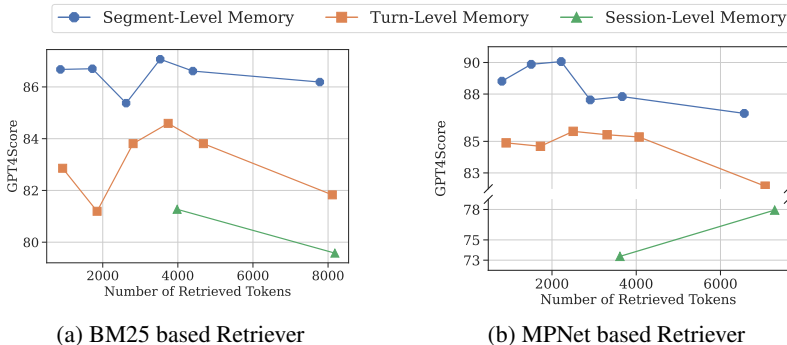 Segment-Level Memory Turn-Level Memory Session-Level Memory
GPT4Score
86
84
82
80
2000 4000 6000 8000
Number of Retrieved Tokens
(a) BM25 based Retriever
GPT4Score
90
88
85
83
78
75
73
2000 4000 6000
Number of Retrieved Tokens
(b) MPNet based Retriever